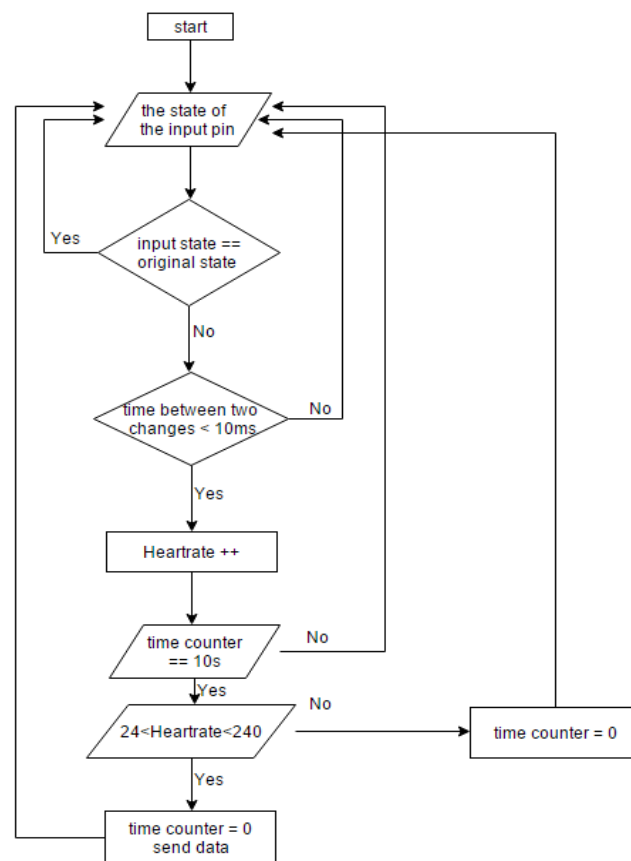 start
the state of
the input pin
Yes
input state ==
original state
No
time between two
changes < 10ms
No
Yes
Heartrate ++
time counter
== 10s
No
Yes
24<Heartrate<240
No
time counter = 0
Yes
time counter = 0
send data